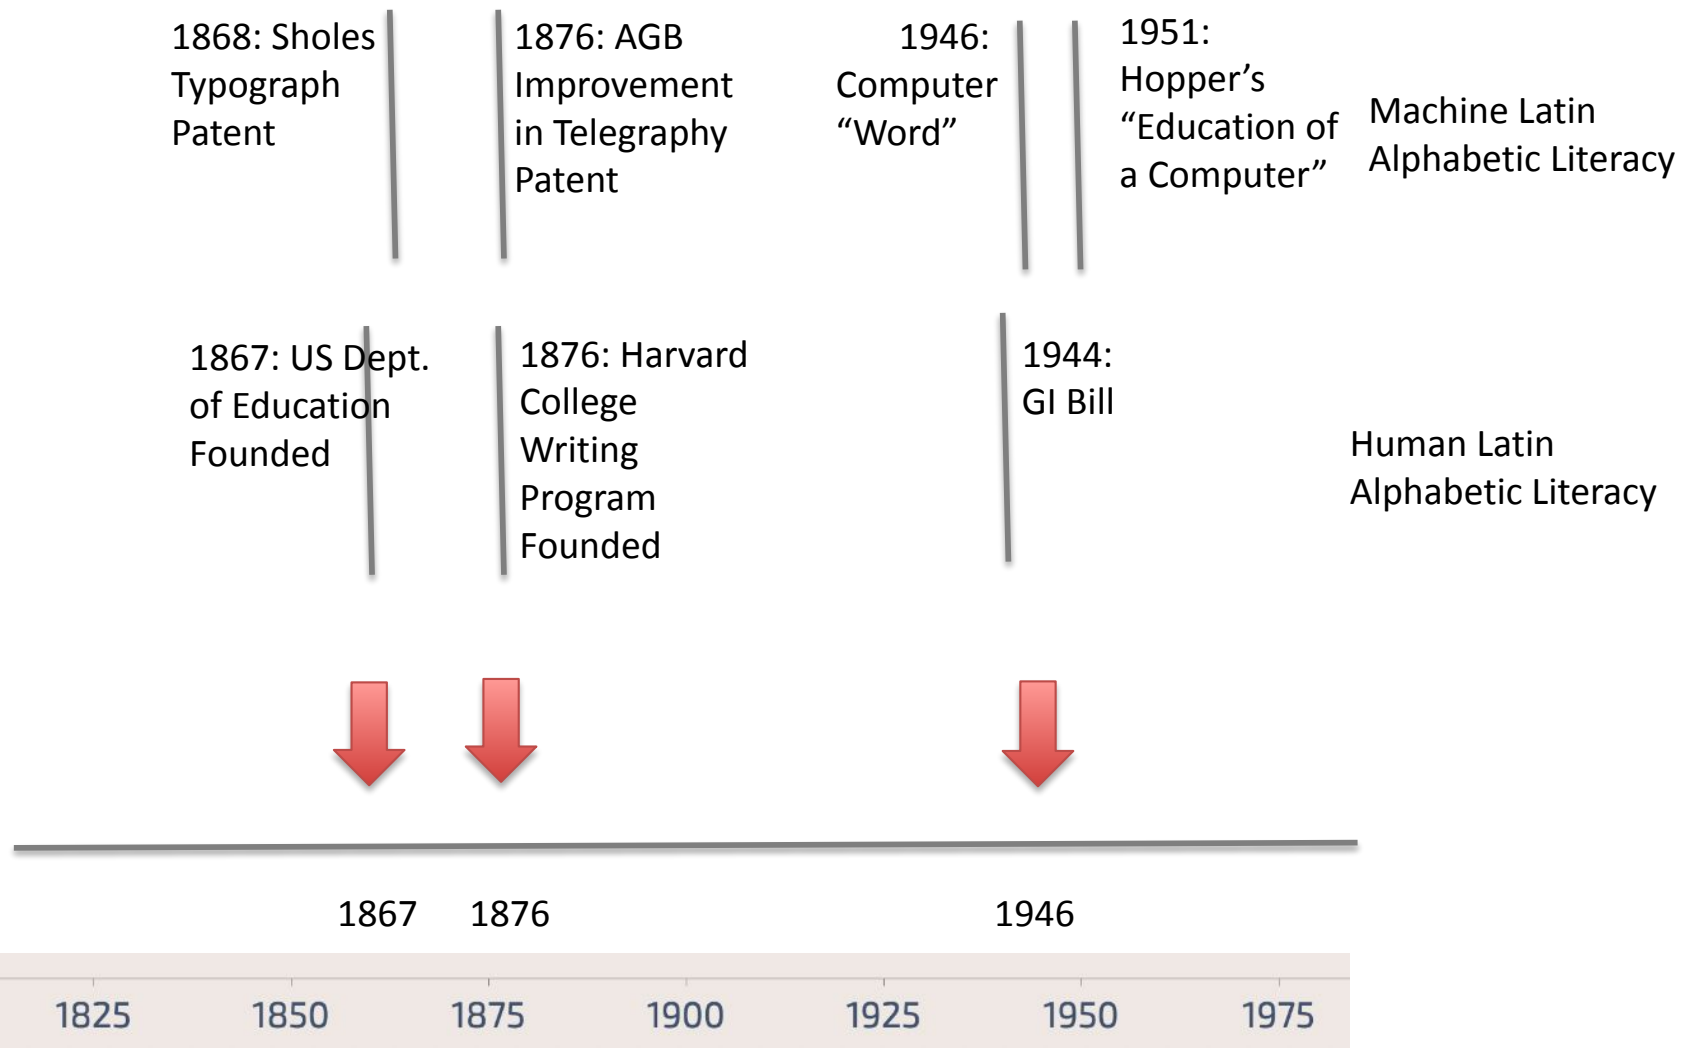 1868: Sholes
Typograph
Patent
1876: AGB
Improvement
in Telegraphy
Patent
1946:
Computer
“Word”
1951:
Hopper’s
“Education of
a Computer”
Machine Latin
Alphabetic Literacy
1867: US Dept.
of Education
Founded
1876: Harvard
College
Writing
Program
Founded
1944:
GI Bill
Human Latin
Alphabetic Literacy
1867 1876 1946
1825 1850 1875 1900 1925 1950 1975